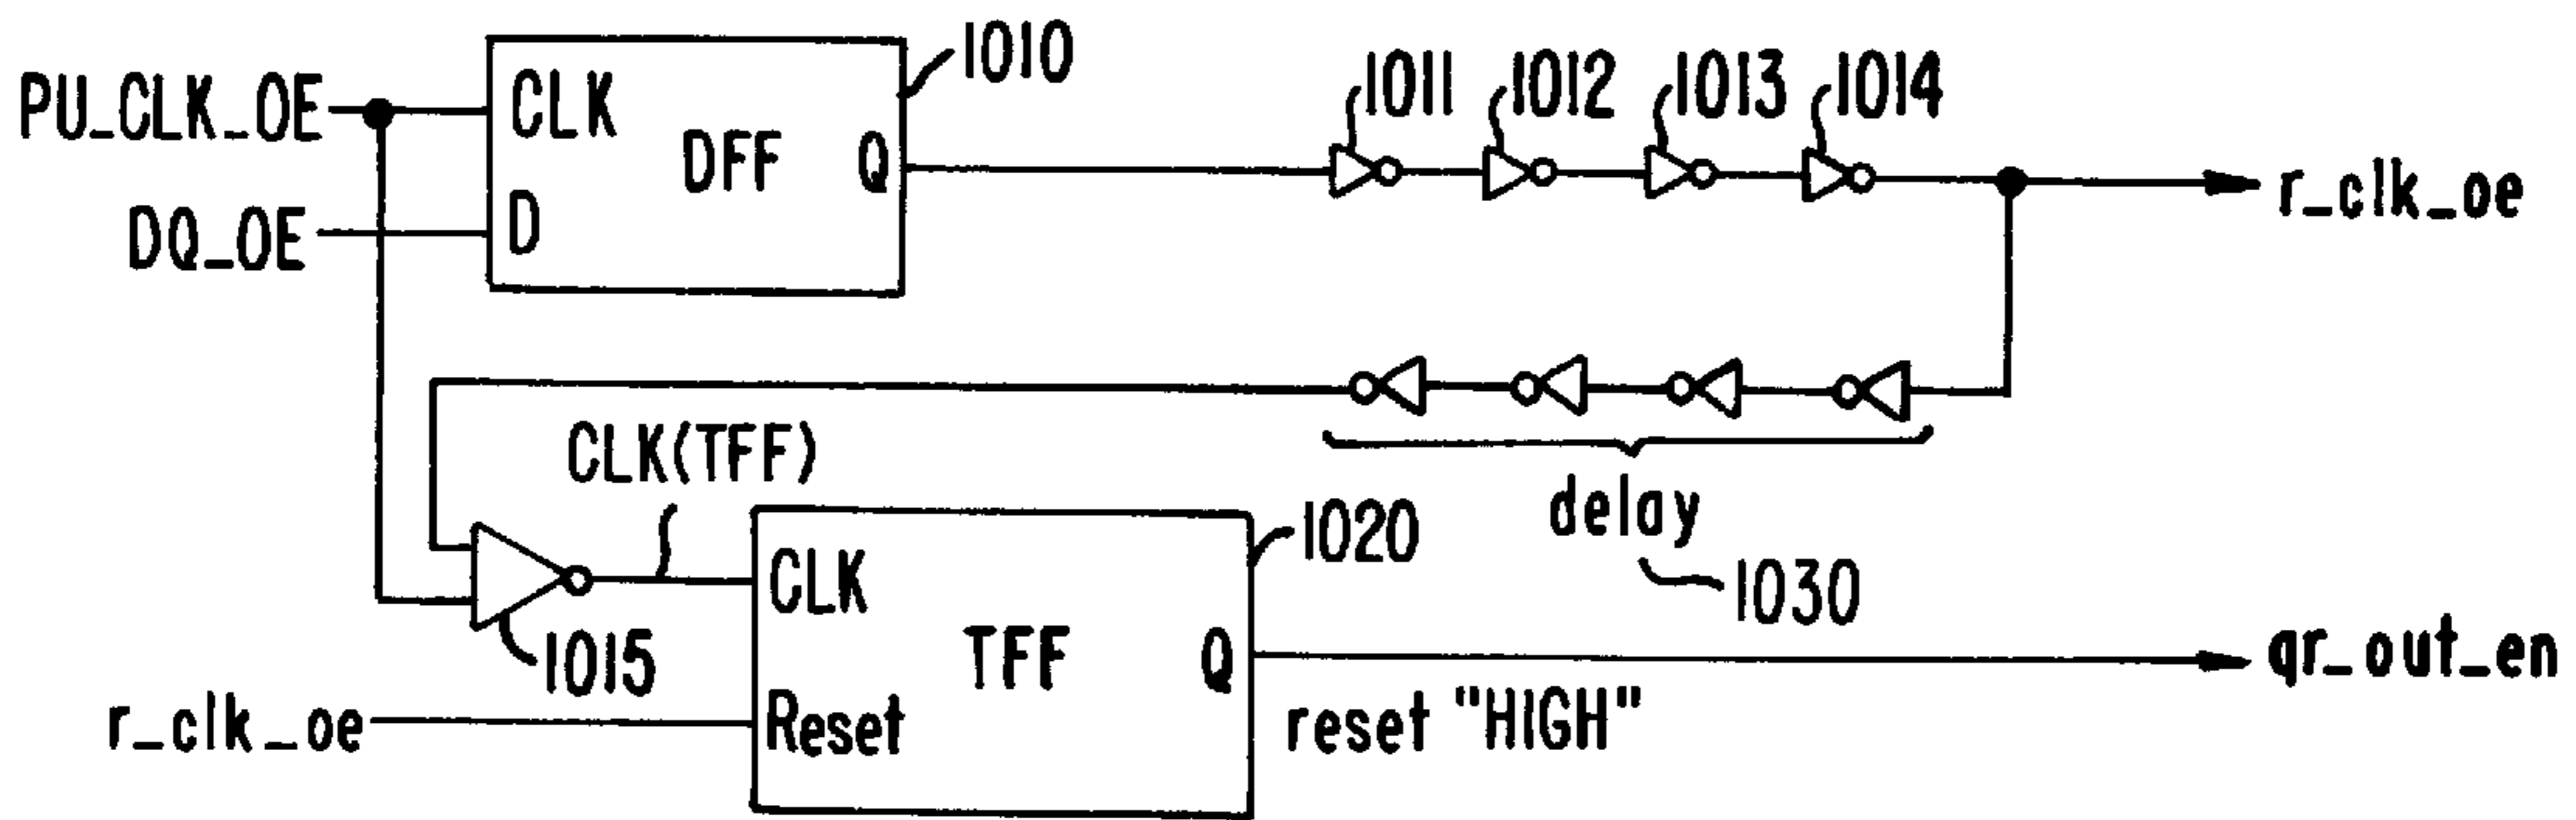 PU_CLK_OE
DQ_OE
CLK
D
DFF
Q
1010
1011
1012
1013
1014
r_clk_oe
delay
1030
CLK(TFF)
1015
r_clk_oe
CLK
Reset
TFF
Q
1020
reset "HIGH"
qr_out_en